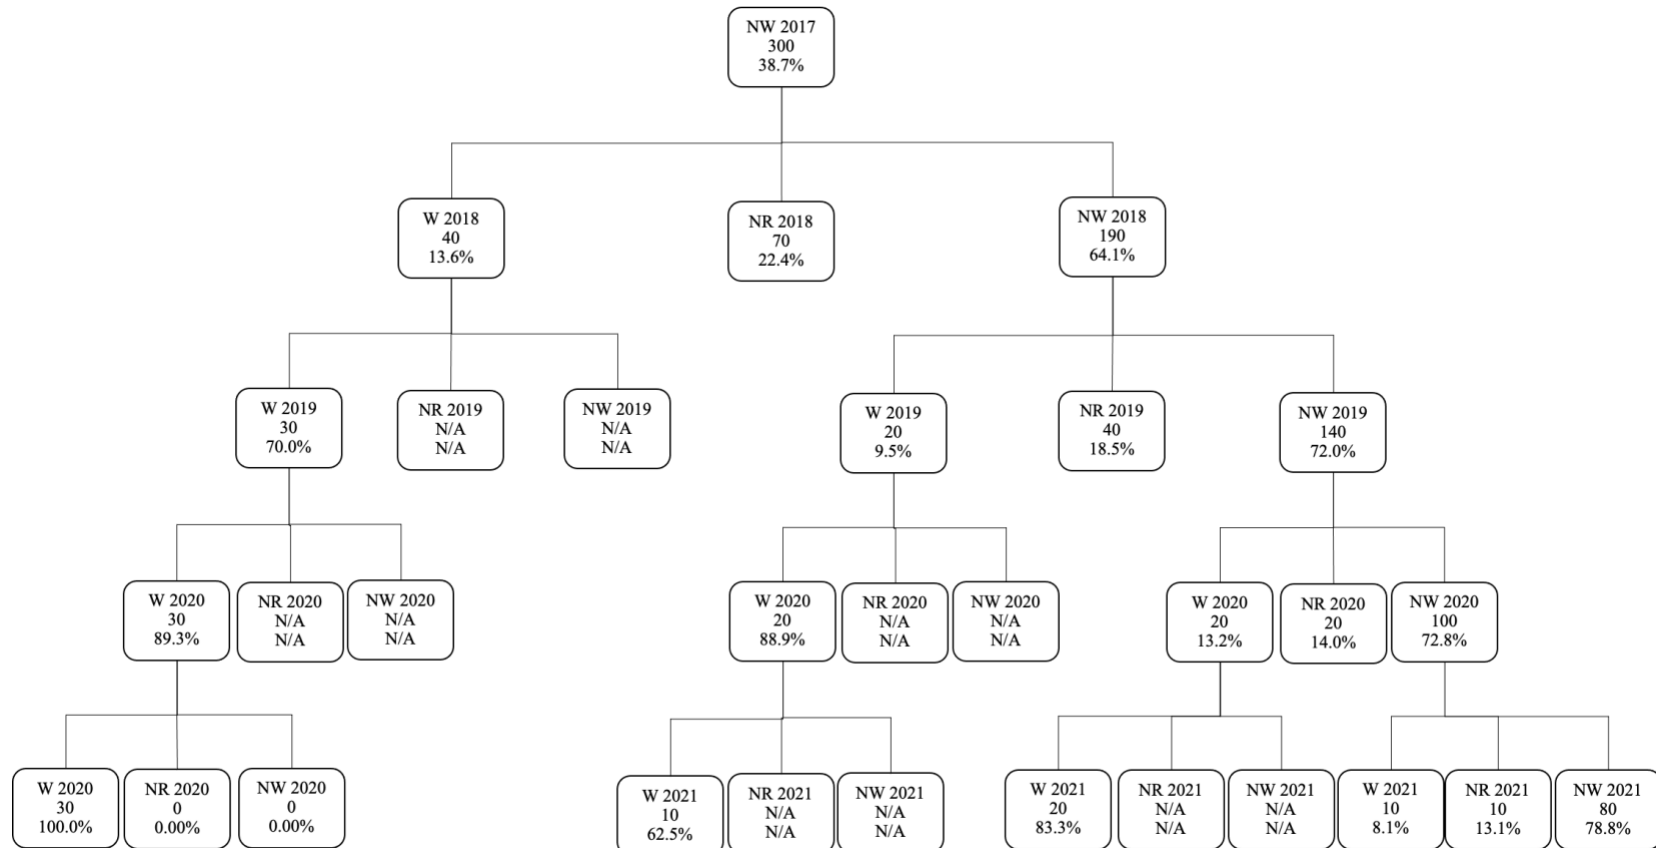 NW 2017
300
38.7%
W 2018
40
13.6%
NR 2018
70
22.4%
NW 2018
190
64.1%
W 2019
30
70.0%
NR 2019
N/A
N/A
NW 2019
N/A
N/A
W 2019
20
9.5%
NR 2019
40
18.5%
NW 2019
140
72.0%
W 2020
30
89.3%
NR 2020
N/A
N/A
NW 2020
N/A
N/A
W 2020
20
88.9%
NR 2020
N/A
N/A
NW 2020
N/A
N/A
W 2020
20
13.2%
NR 2020
20
14.0%
NW 2020
100
72.8%
W 2020
30
100.0%
NR 2020
0
0.00%
NW 2020
0
0.00%
W 2021
10
62.5%
NR 2021
N/A
N/A
NW 2021
N/A
N/A
W 2021
20
83.3%
NR 2021
N/A
N/A
NW 2021
N/A
N/A
W 2021
10
8.1%
NR 2021
10
13.1%
NW 2021
80
78.8%